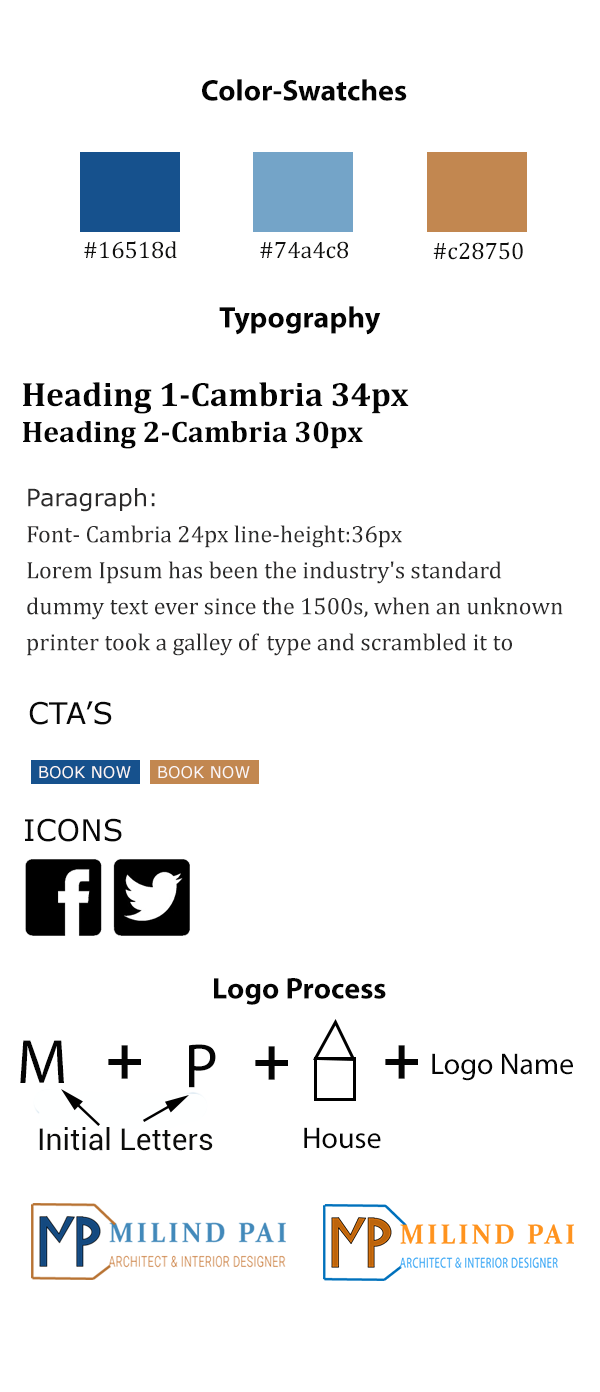 Color-Swatches
#16518d #74a4c8 #c28750
Typography
Heading 1-Cambria 34px
Heading 2-Cambria 30px
Paragraph:
Font- Cambria 24px line-height:36px
Lorem Ipsum has been the industry's standard
dummy text ever since the 1500s, when an unknown
printer took a galley of type and scrambled it to
CTA’S
BOOK NOW BOOK NOW
ICONS
Logo Process
M + P + + Logo Name
Initial Letters House
MP MILIND PAI MP MILIND PAI
ARCHITECT & INTERIOR DESIGNER ARCHITECT & INTERIOR DESIGNER